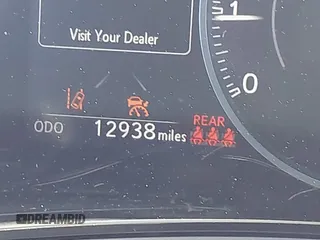 Visit Your Dealer
1
0
REAR
ODO 12938 miles
DREAMBID